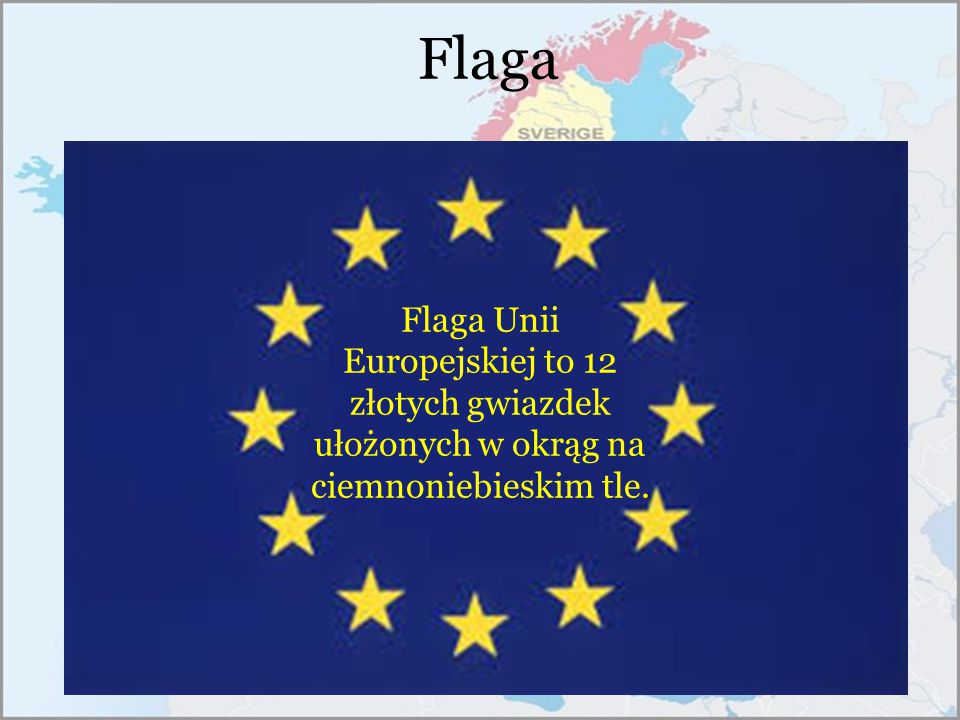 Flaga
SVERIGE
Flaga Unii
Europejskiej to 12
złotych gwiazdek
ułożonych w okrąg na
ciemnoniebieskim tle.